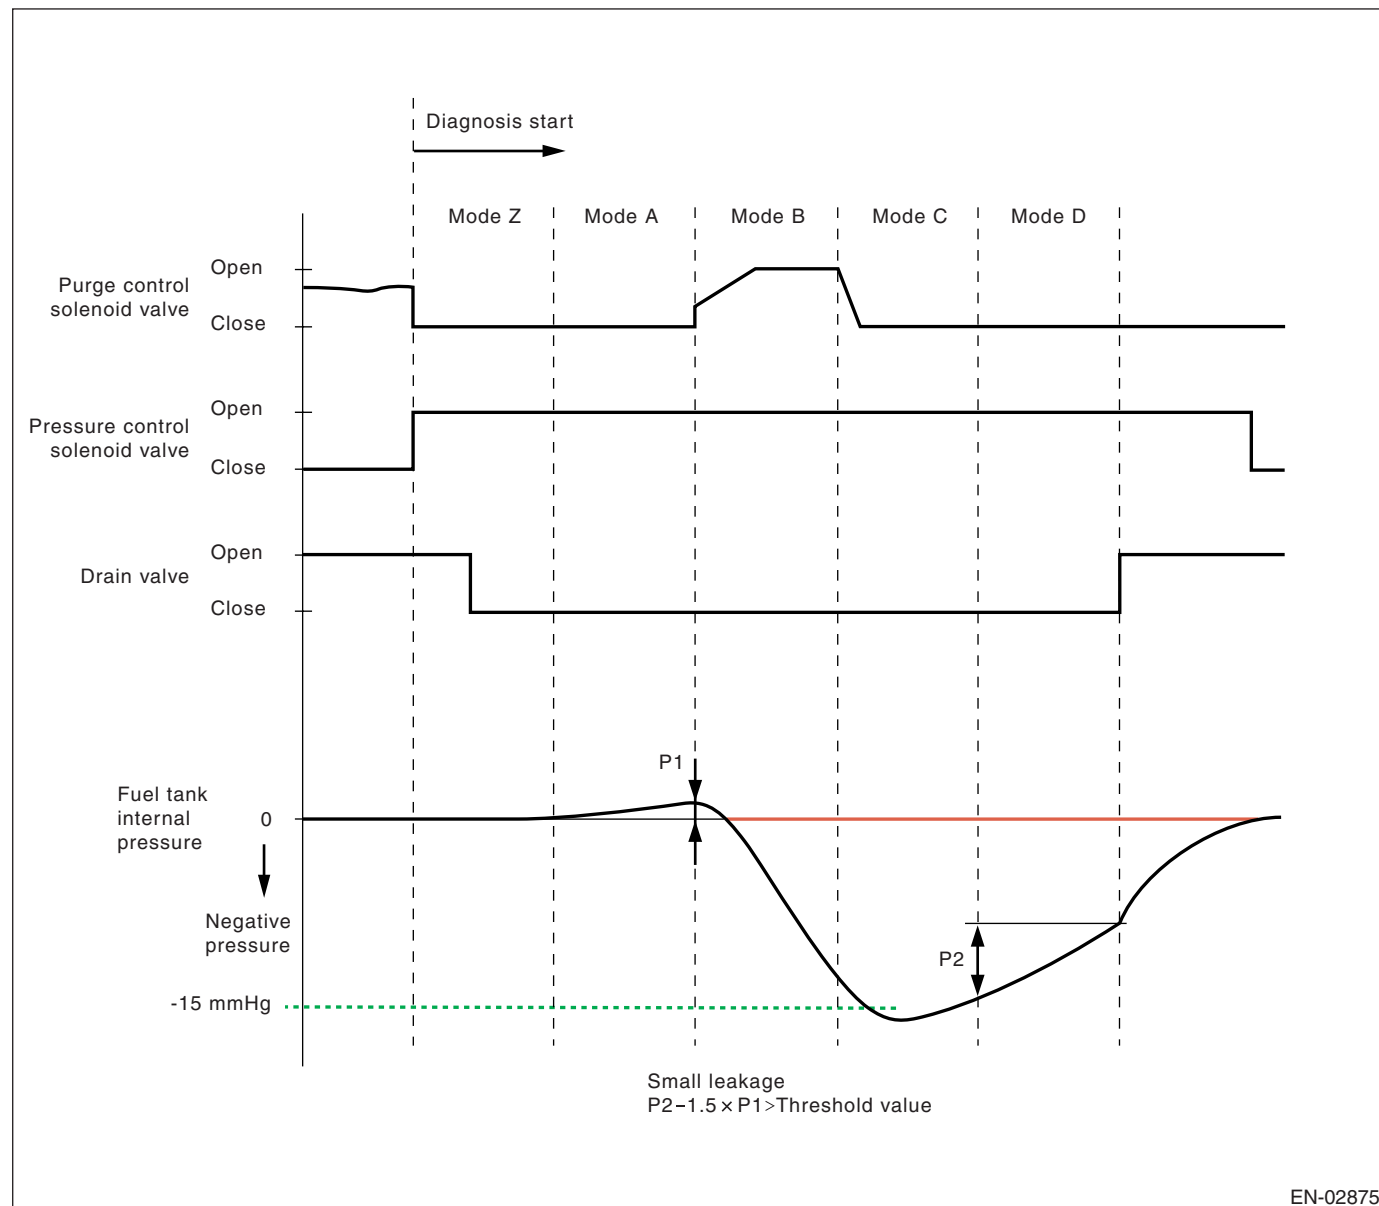 Diagnosis start
Mode Z Mode A Mode B Mode C Mode D
Purge control
solenoid valve
Open
Close
Pressure control
solenoid valve
Open
Close
Drain valve
Open
Close
P1
Fuel tank
internal
pressure
0
Negative
pressure
P2
-15 mmHg
Small leakage
P2–1.5×P1>Threshold value
EN-02875